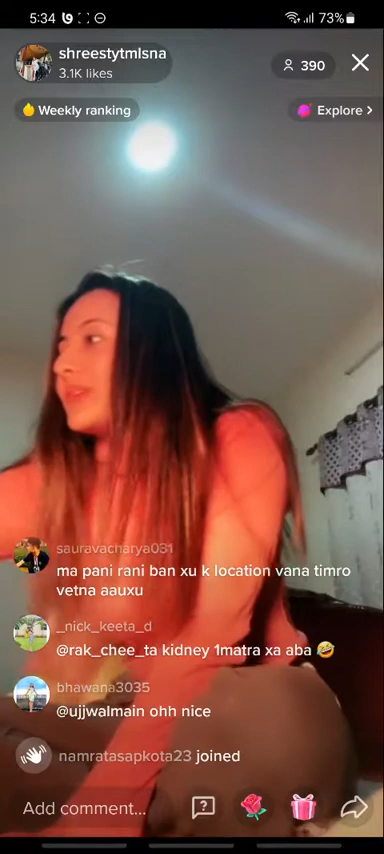 5:34
73%
shreestytmlsna
3.1K likes
390
Weekly ranking
Explore >
sauravacharya031
ma pani rani ban xu k location vana timro
vetna aauxu
_nick_keeta_d
@rak_chee_ta kidney 1matra xa aba 🤣
bhawana3035
@ujjwalmain ohh nice
namratasapkota23 joined
Add comment...